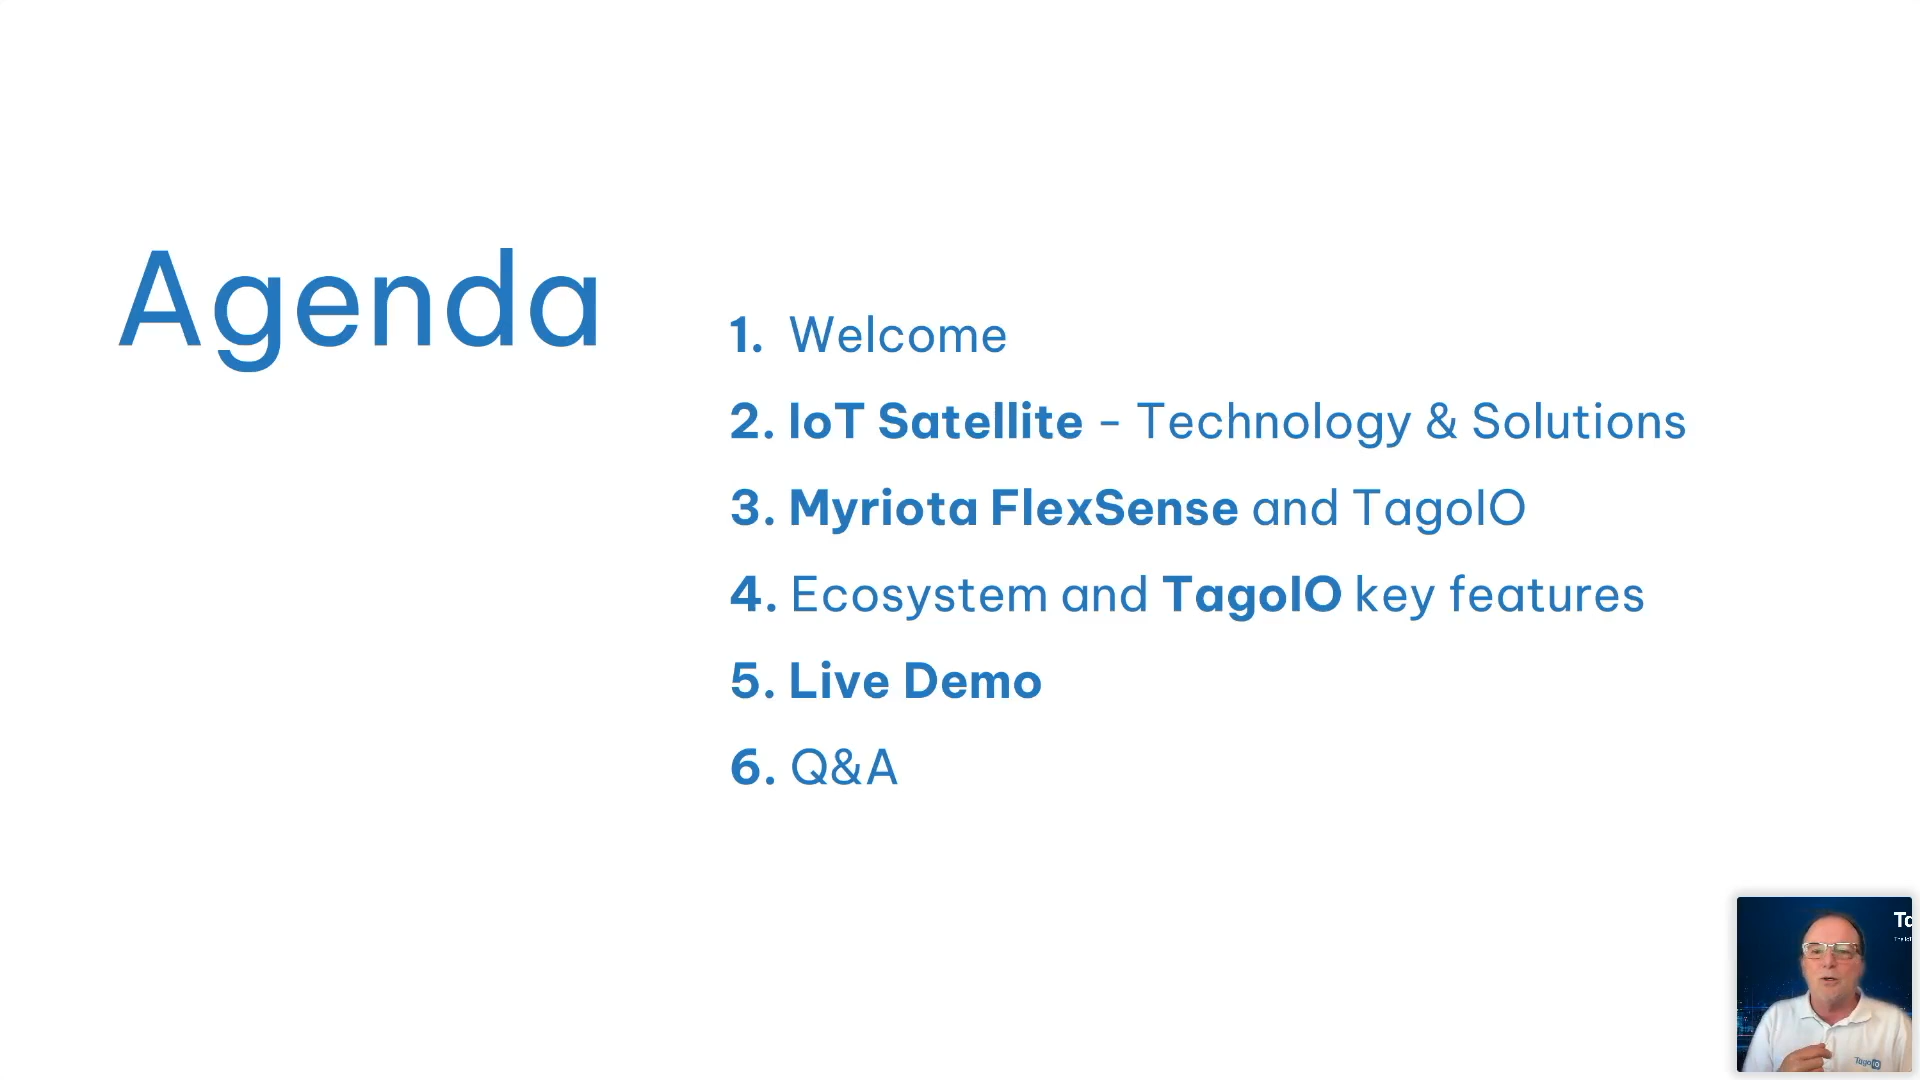 Agenda
1. Welcome
2. IoT Satellite - Technology & Solutions
3. Myriota FlexSense and TagoIO
4. Ecosystem and TagoIO key features
5. Live Demo
6. Q&A
TagoIO